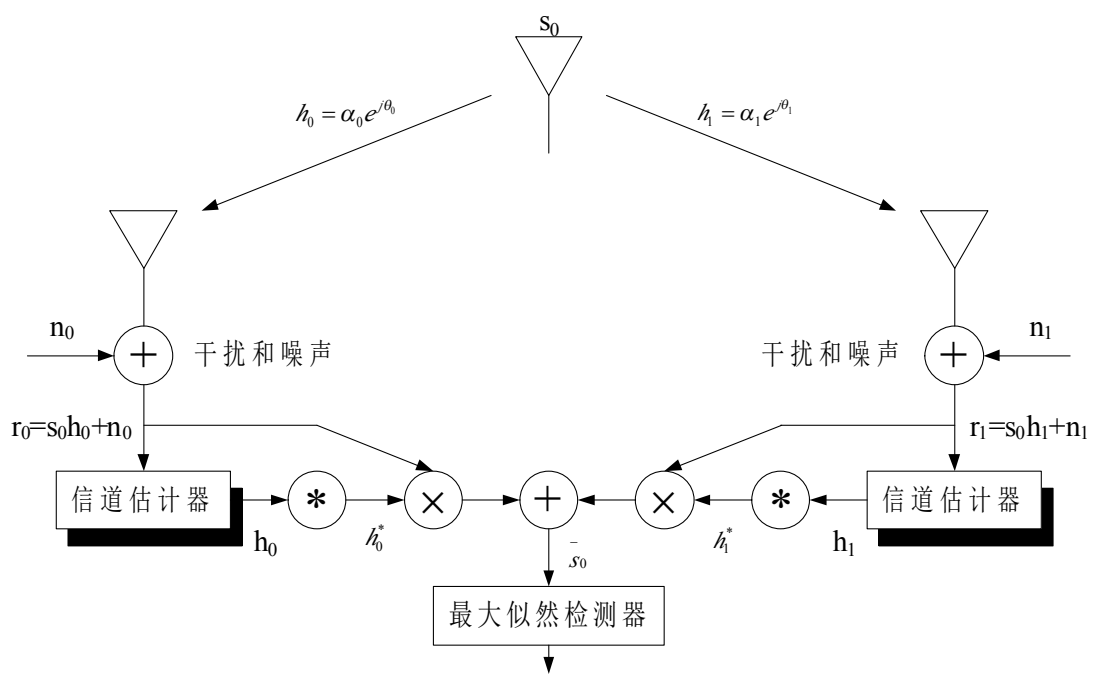 s₀
h₀ = α₀e^{jθ₀}
h₁ = α₁e^{jθ₁}
n₀
+
干扰和噪声
干扰和噪声
+
n₁
r₀=s₀h₀+n₀
r₁=s₀h₁+n₁
信道估计器
*
×
+
×
*
信道估计器
h₀
h₀*
s̄₀
h₁*
h₁
最大似然检测器